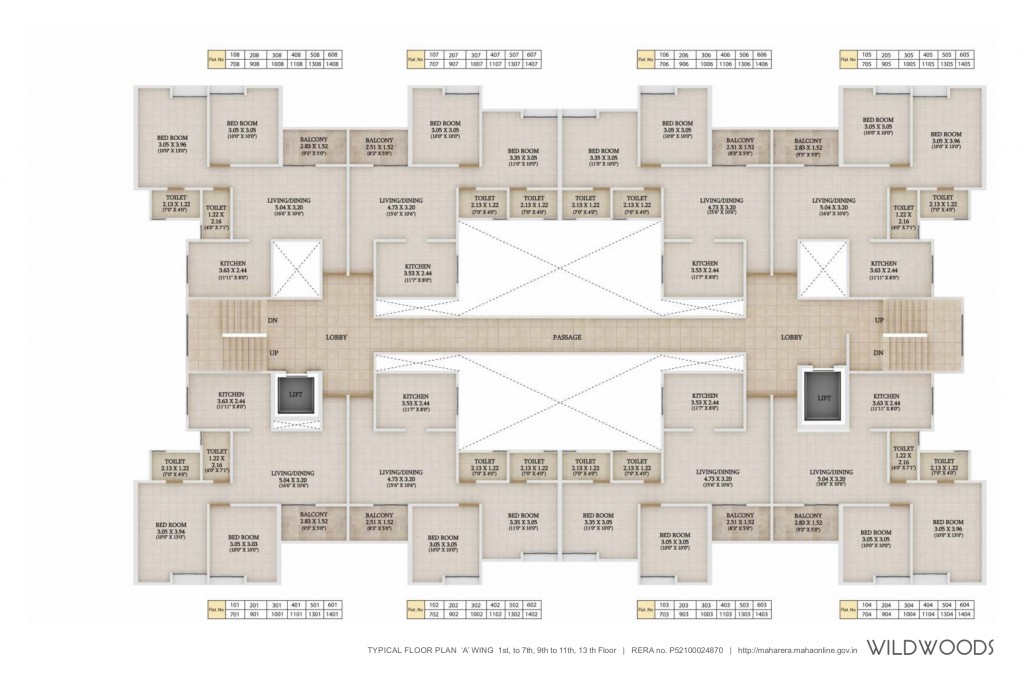 Flat .No 108 208 308 408 508 608
708 908 1008 1108 1308 1408
Flat .No 107 207 307 407 507 607
707 907 1007 1107 1307 1407
Flat .No 106 206 306 406 506 606
706 906 1006 1106 1306 1406
Flat .No 105 205 305 405 505 605
705 905 1005 1105 1305 1405
BED ROOM
3.05 X 3.96
(10'0" X 13'0")
BED ROOM
3.05 X 3.05
(10'0" X 10'0")
BALCONY
2.83 X 1.52
(9'3" X 5'0")
BALCONY
2.51 X 1.52
(8'3" X 5'0")
BED ROOM
3.05 X 3.05
(10'0" X 10'0")
BED ROOM
3.35 X 3.05
(11'0" X 10'0")
BED ROOM
3.35 X 3.05
(11'0" X 10'0")
BED ROOM
3.05 X 3.05
(10'0" X 10'0")
BALCONY
2.51 X 1.52
(8'3" X 5'0")
BALCONY
2.83 X 1.52
(9'3" X 5'0")
BED ROOM
3.05 X 3.05
(10'0" X 10'0")
BED ROOM
3.05 X 3.96
(10'0" X 13'0")
TOILET
2.13 X 1.22
(7'0" X 4'0")
TOILET
1.22 X
2.16
(4'0" X 7'1")
LIVING/DINING
5.04 X 3.20
(16'6" X 10'6")
LIVING/DINING
4.73 X 3.20
(15'6" X 10'6")
TOILET
2.13 X 1.22
(7'0" X 4'0")
TOILET
2.13 X 1.22
(7'0" X 4'0")
TOILET
2.13 X 1.22
(7'0" X 4'0")
TOILET
2.13 X 1.22
(7'0" X 4'0")
LIVING/DINING
4.73 X 3.20
(15'6" X 10'6")
LIVING/DINING
5.04 X 3.20
(16'6" X 10'6")
TOILET
1.22 X
2.16
(4'0" X 7'1")
TOILET
2.13 X 1.22
(7'0" X 4'0")
KITCHEN
3.63 X 2.44
(11'11" X 8'0")
KITCHEN
3.53 X 2.44
(11'7" X 8'0")
KITCHEN
3.53 X 2.44
(11'7" X 8'0")
KITCHEN
3.63 X 2.44
(11'11" X 8'0")
DN
UP
LOBBY
PASSAGE
LOBBY
UP
DN
KITCHEN
3.63 X 2.44
(11'11" X 8'0")
LIFT
KITCHEN
3.53 X 2.44
(11'7" X 8'0")
KITCHEN
3.53 X 2.44
(11'7" X 8'0")
LIFT
KITCHEN
3.63 X 2.44
(11'11" X 8'0")
TOILET
2.13 X 1.22
(7'0" X 4'0")
TOILET
1.22 X
2.16
(4'0" X 7'1")
LIVING/DINING
5.04 X 3.20
(16'6" X 10'6")
LIVING/DINING
4.73 X 3.20
(15'6" X 10'6")
TOILET
2.13 X 1.22
(7'0" X 4'0")
TOILET
2.13 X 1.22
(7'0" X 4'0")
TOILET
2.13 X 1.22
(7'0" X 4'0")
TOILET
2.13 X 1.22
(7'0" X 4'0")
LIVING/DINING
4.73 X 3.20
(15'6" X 10'6")
LIVING/DINING
5.04 X 3.20
(16'6" X 10'6")
TOILET
1.22 X
2.16
(4'0" X 7'1")
TOILET
2.13 X 1.22
(7'0" X 4'0")
BED ROOM
3.05 X 3.94
(10'0" X 13'0")
BED ROOM
3.05 X 3.03
(10'0" X 10'0")
BALCONY
2.83 X 1.52
(9'3" X 5'0")
BALCONY
2.51 X 1.52
(8'3" X 5'0")
BED ROOM
3.05 X 3.05
(10'0" X 10'0")
BED ROOM
3.35 X 3.05
(11'0" X 10'0")
BED ROOM
3.35 X 3.05
(11'0" X 10'0")
BED ROOM
3.05 X 3.05
(10'0" X 10'0")
BALCONY
2.51 X 1.52
(8'3" X 5'0")
BALCONY
2.83 X 1.52
(9'3" X 5'0")
BED ROOM
3.05 X 3.05
(10'0" X 10'0")
BED ROOM
3.05 X 3.96
(10'0" X 13'0")
Flat .No 101 201 301 401 501 601
701 901 1001 1101 1301 1401
Flat .No 102 202 302 402 502 602
702 902 1002 1102 1302 1402
Flat .No 103 203 303 403 503 603
703 903 1003 1103 1303 1403
Flat .No 104 204 304 404 504 604
704 904 1004 1104 1304 1404
TYPICAL FLOOR PLAN 'A' WING 1st, to 7th, 9th to 11th, 13 th Floor | RERA no. P52100024870 | http://maharera.mahaonline.gov.in WILDWOODS